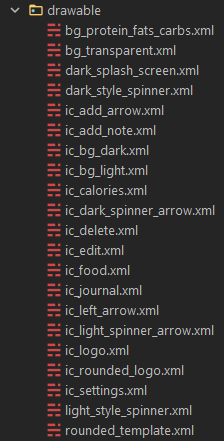 drawable
bg_protein_fats_carbs.xml
bg_transparent.xml
dark_splash_screen.xml
dark_style_spinner.xml
ic_add_arrow.xml
ic_add_note.xml
ic_bg_dark.xml
ic_bg_light.xml
ic_calories.xml
ic_dark_spinner_arrow.xml
ic_delete.xml
ic_edit.xml
ic_food.xml
ic_journal.xml
ic_left_arrow.xml
ic_light_spinner_arrow.xml
ic_logo.xml
ic_rounded_logo.xml
ic_settings.xml
light_style_spinner.xml
rounded_template.xml